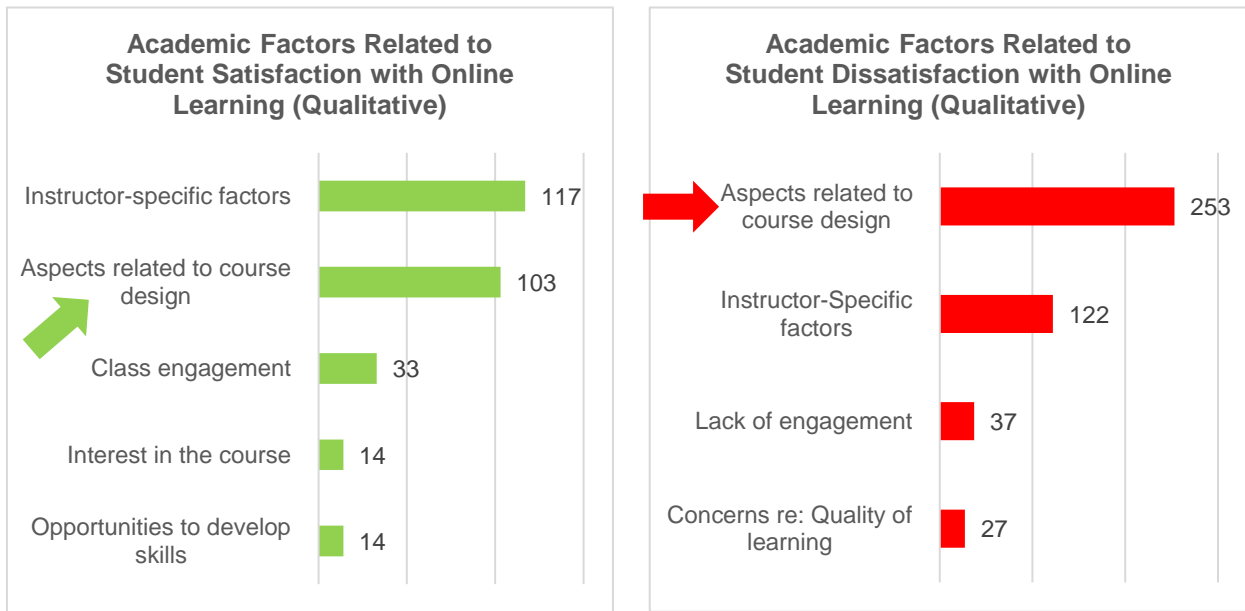 Academic Factors Related to
Student Satisfaction with Online
Learning (Qualitative)
Instructor-specific factors
117
Aspects related to course
design
103
Class engagement
33
Interest in the course
14
Opportunities to develop
skills
14
Academic Factors Related to
Student Dissatisfaction with Online
Learning (Qualitative)
Aspects related to
course design
253
Instructor-Specific
factors
122
Lack of engagement
37
Concerns re: Quality of
learning
27